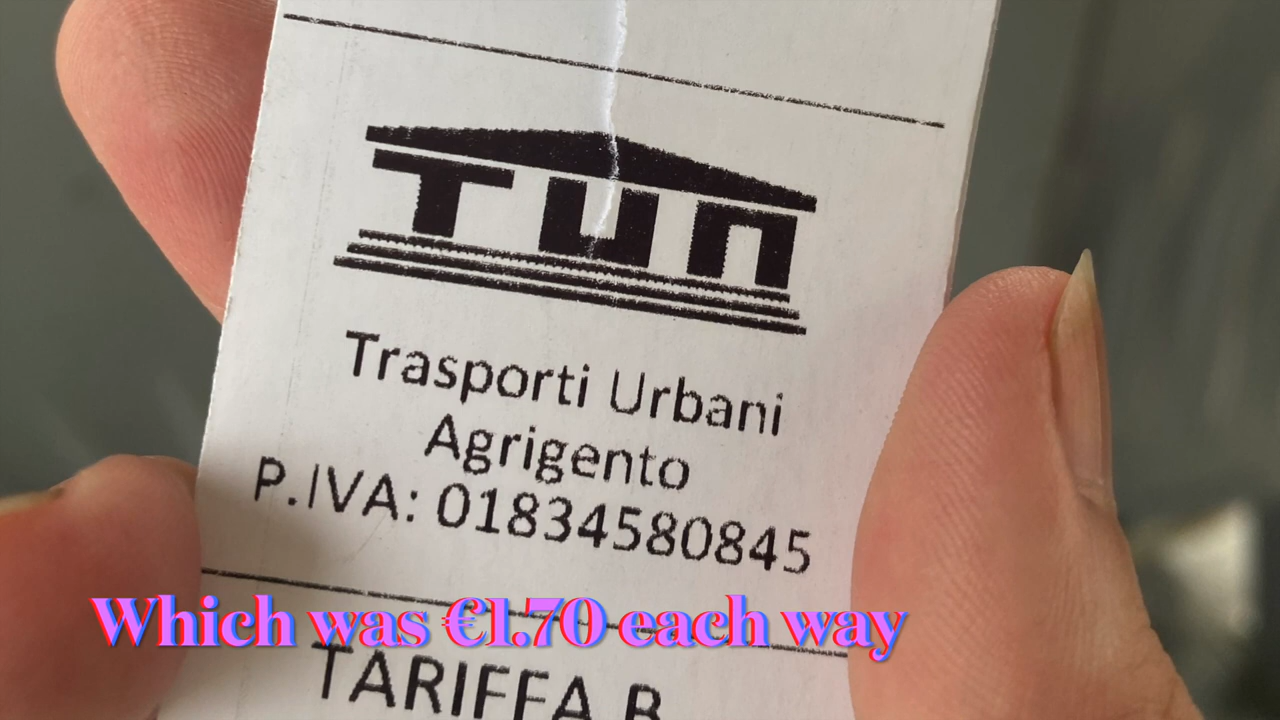 TUA
Trasporti Urbani
Agrigento
P.IVA: 01834580845
Which was €1.70 each way
TARIFFA B